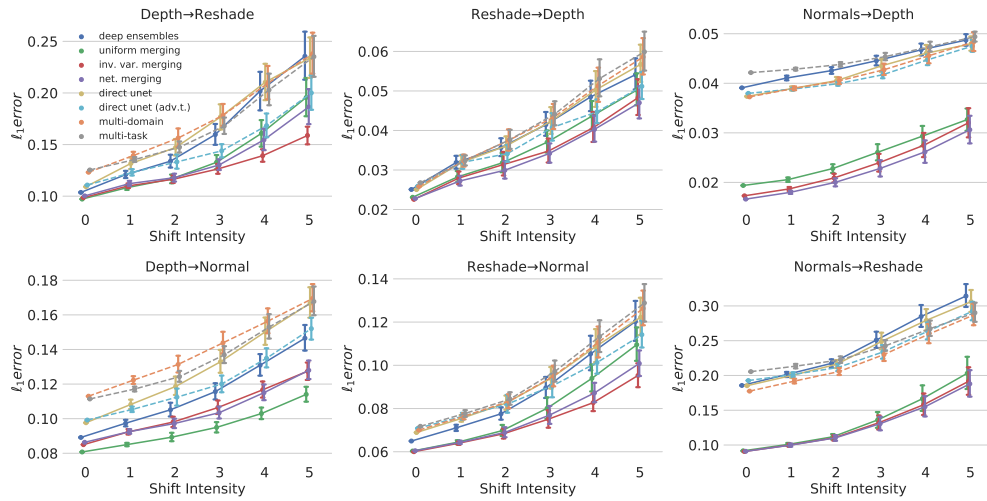 Depth→Reshade
ℓ₁error
0.25
0.20
0.15
0.10
deep ensembles
uniform merging
inv. var. merging
net. merging
direct unet
direct unet (adv.t.)
multi-domain
multi-task
0 1 2 3 4 5
Shift Intensity
Reshade→Depth
ℓ₁error
0.06
0.05
0.04
0.03
0.02
0 1 2 3 4 5
Shift Intensity
Normals→Depth
ℓ₁error
0.05
0.04
0.03
0.02
0 1 2 3 4 5
Shift Intensity
Depth→Normal
ℓ₁error
0.18
0.16
0.14
0.12
0.10
0.08
0 1 2 3 4 5
Shift Intensity
Reshade→Normal
ℓ₁error
0.14
0.12
0.10
0.08
0.06
0 1 2 3 4 5
Shift Intensity
Normals→Reshade
ℓ₁error
0.30
0.25
0.20
0.15
0.10
0 1 2 3 4 5
Shift Intensity